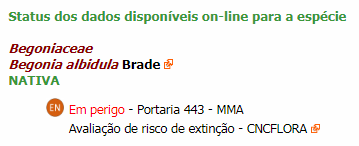 Status dos dados disponíveis on-line para a espécie
Begoniaceae
Begonia albidula Brade
NATIVA
EN Em perigo - Portaria 443 - MMA
Avaliação de risco de extinção - CNCFLORA